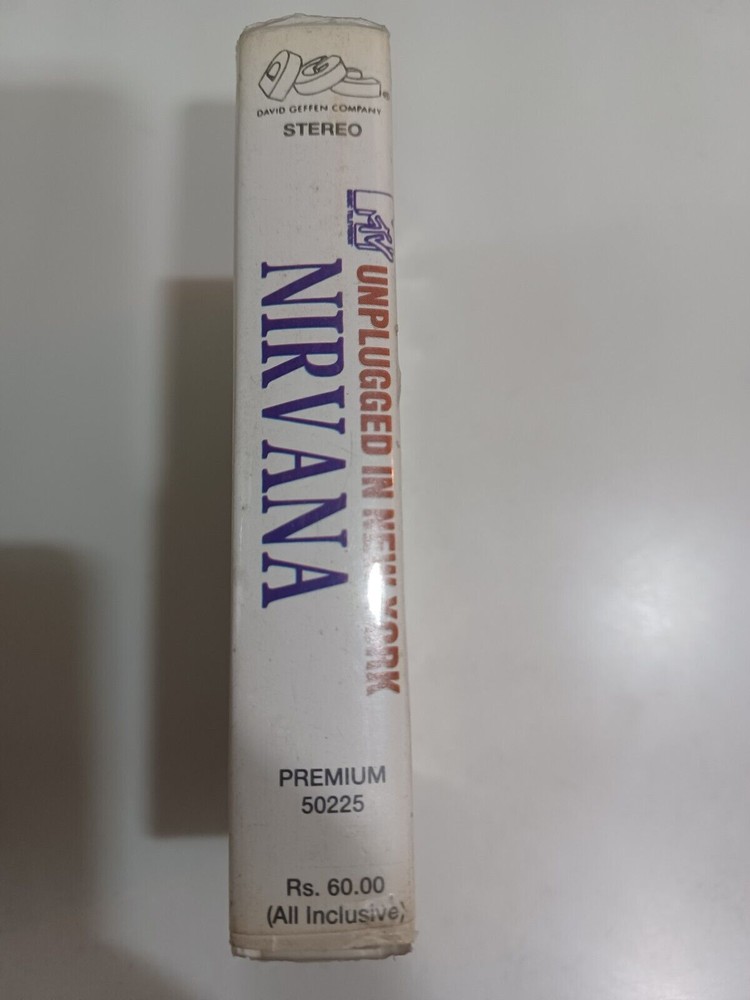 DAVID GEFFEN COMPANY
STEREO
MTV
UNPLUGGED IN NEW YORK
NIRVANA
PREMIUM
50225
Rs. 60.00
(All Inclusive)